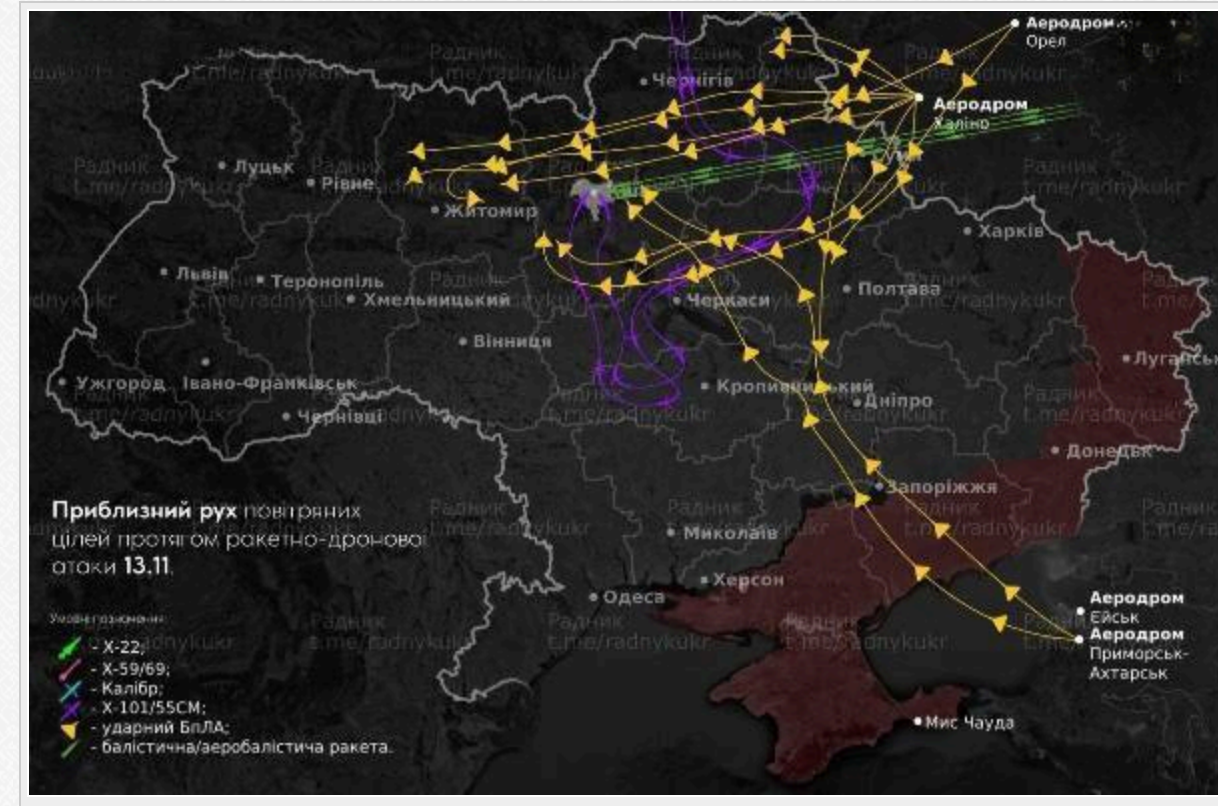 Аеродром
Орел
Чернігів
Аеродром
Халіно
Луцьк
Рівне
Житомир
Харків
Львів
Теронопіль
Хмельницький
Черкаси
Полтава
Вінниця
Луганськ
Ужгород
Івано-Франківськ
Кропивницький
Дніпро
Чернівці
Донецьк
Запоріжжя
Приблизний рух повітряних
цілей протягом ракетно-дронової
атаки 13.11.
Миколаїв
Херсон
Одеса
Аеродром
Ейськ
Аеродром
Приморськ-
Ахтарськ
Мис Чауда
Умовні позначення:
- Х-22;
- Х-59/69;
- Калібр;
- Х-101/55СМ;
- ударний БпЛА;
- балістична/аеробалістича ракета.
Радник
t.me/radnykukr